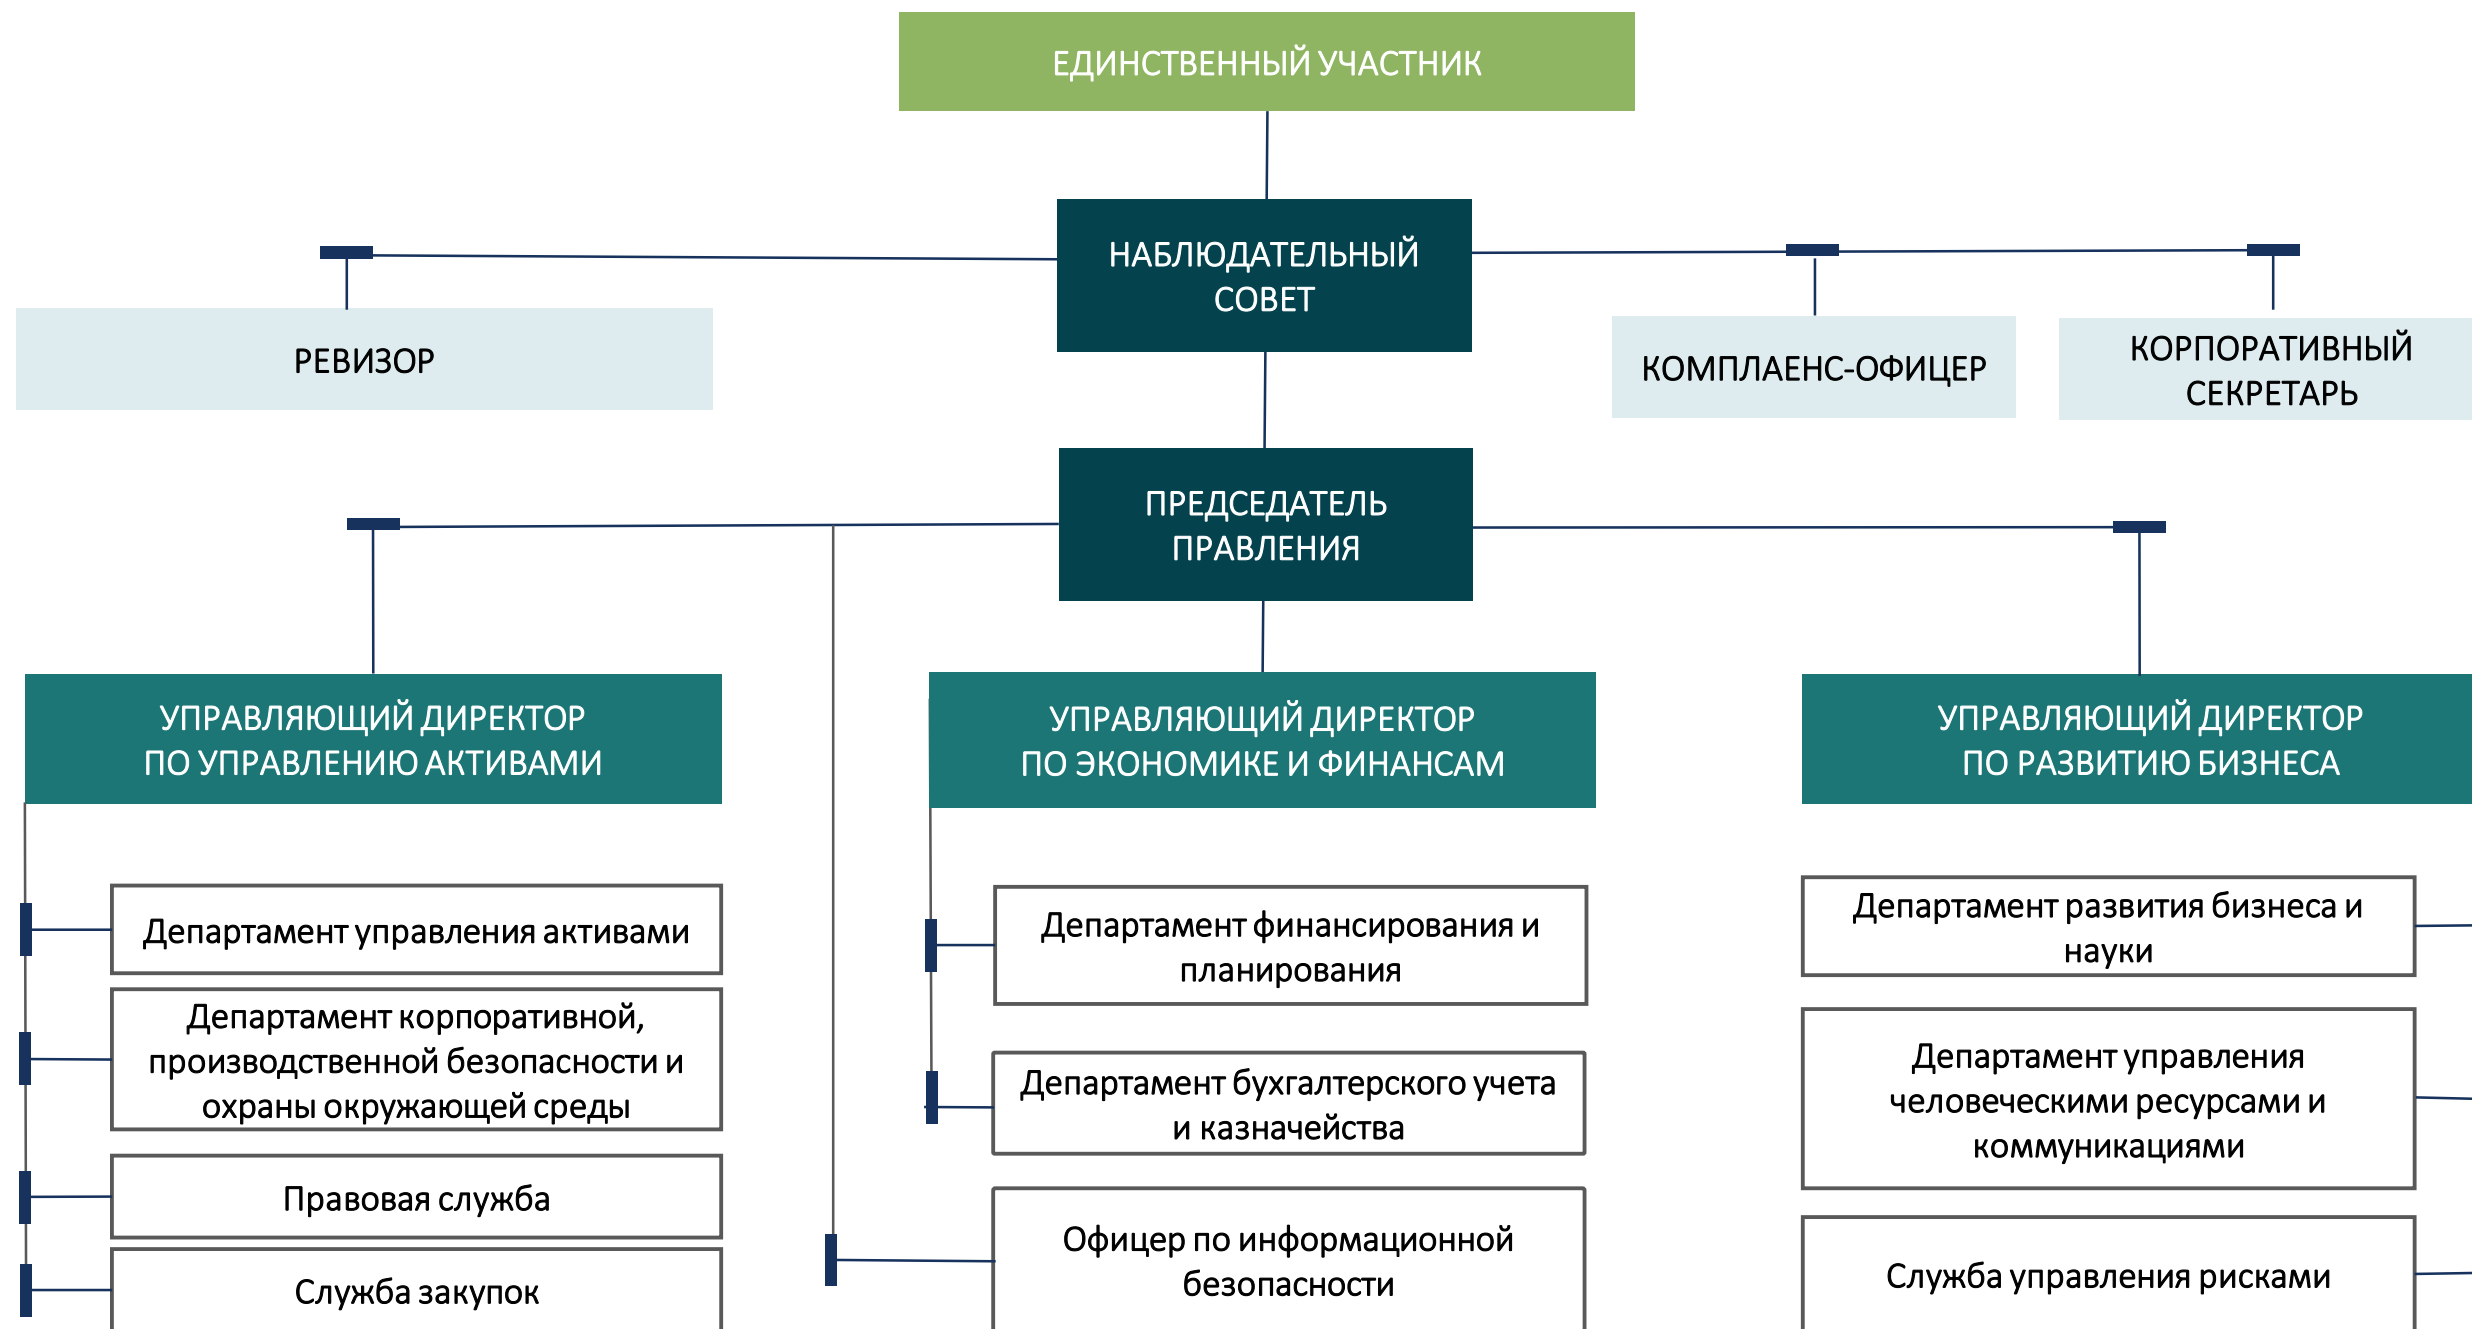 ЕДИНСТВЕННЫЙ УЧАСТНИК
НАБЛЮДАТЕЛЬНЫЙ
СОВЕТ
РЕВИЗОР
КОМПЛАЕНС-ОФИЦЕР
КОРПОРАТИВНЫЙ
СЕКРЕТАРЬ
ПРЕДСЕДАТЕЛЬ
ПРАВЛЕНИЯ
УПРАВЛЯЮЩИЙ ДИРЕКТОР
ПО УПРАВЛЕНИЮ АКТИВАМИ
УПРАВЛЯЮЩИЙ ДИРЕКТОР
ПО ЭКОНОМИКЕ И ФИНАНСАМ
УПРАВЛЯЮЩИЙ ДИРЕКТОР
ПО РАЗВИТИЮ БИЗНЕСА
Департамент управления активами
Департамент корпоративной,
производственной безопасности и
охраны окружающей среды
Правовая служба
Служба закупок
Департамент финансирования и
планирования
Департамент бухгалтерского учета
и казначейства
Офицер по информационной
безопасности
Департамент развития бизнеса и
науки
Департамент управления
человеческими ресурсами и
коммуникациями
Служба управления рисками